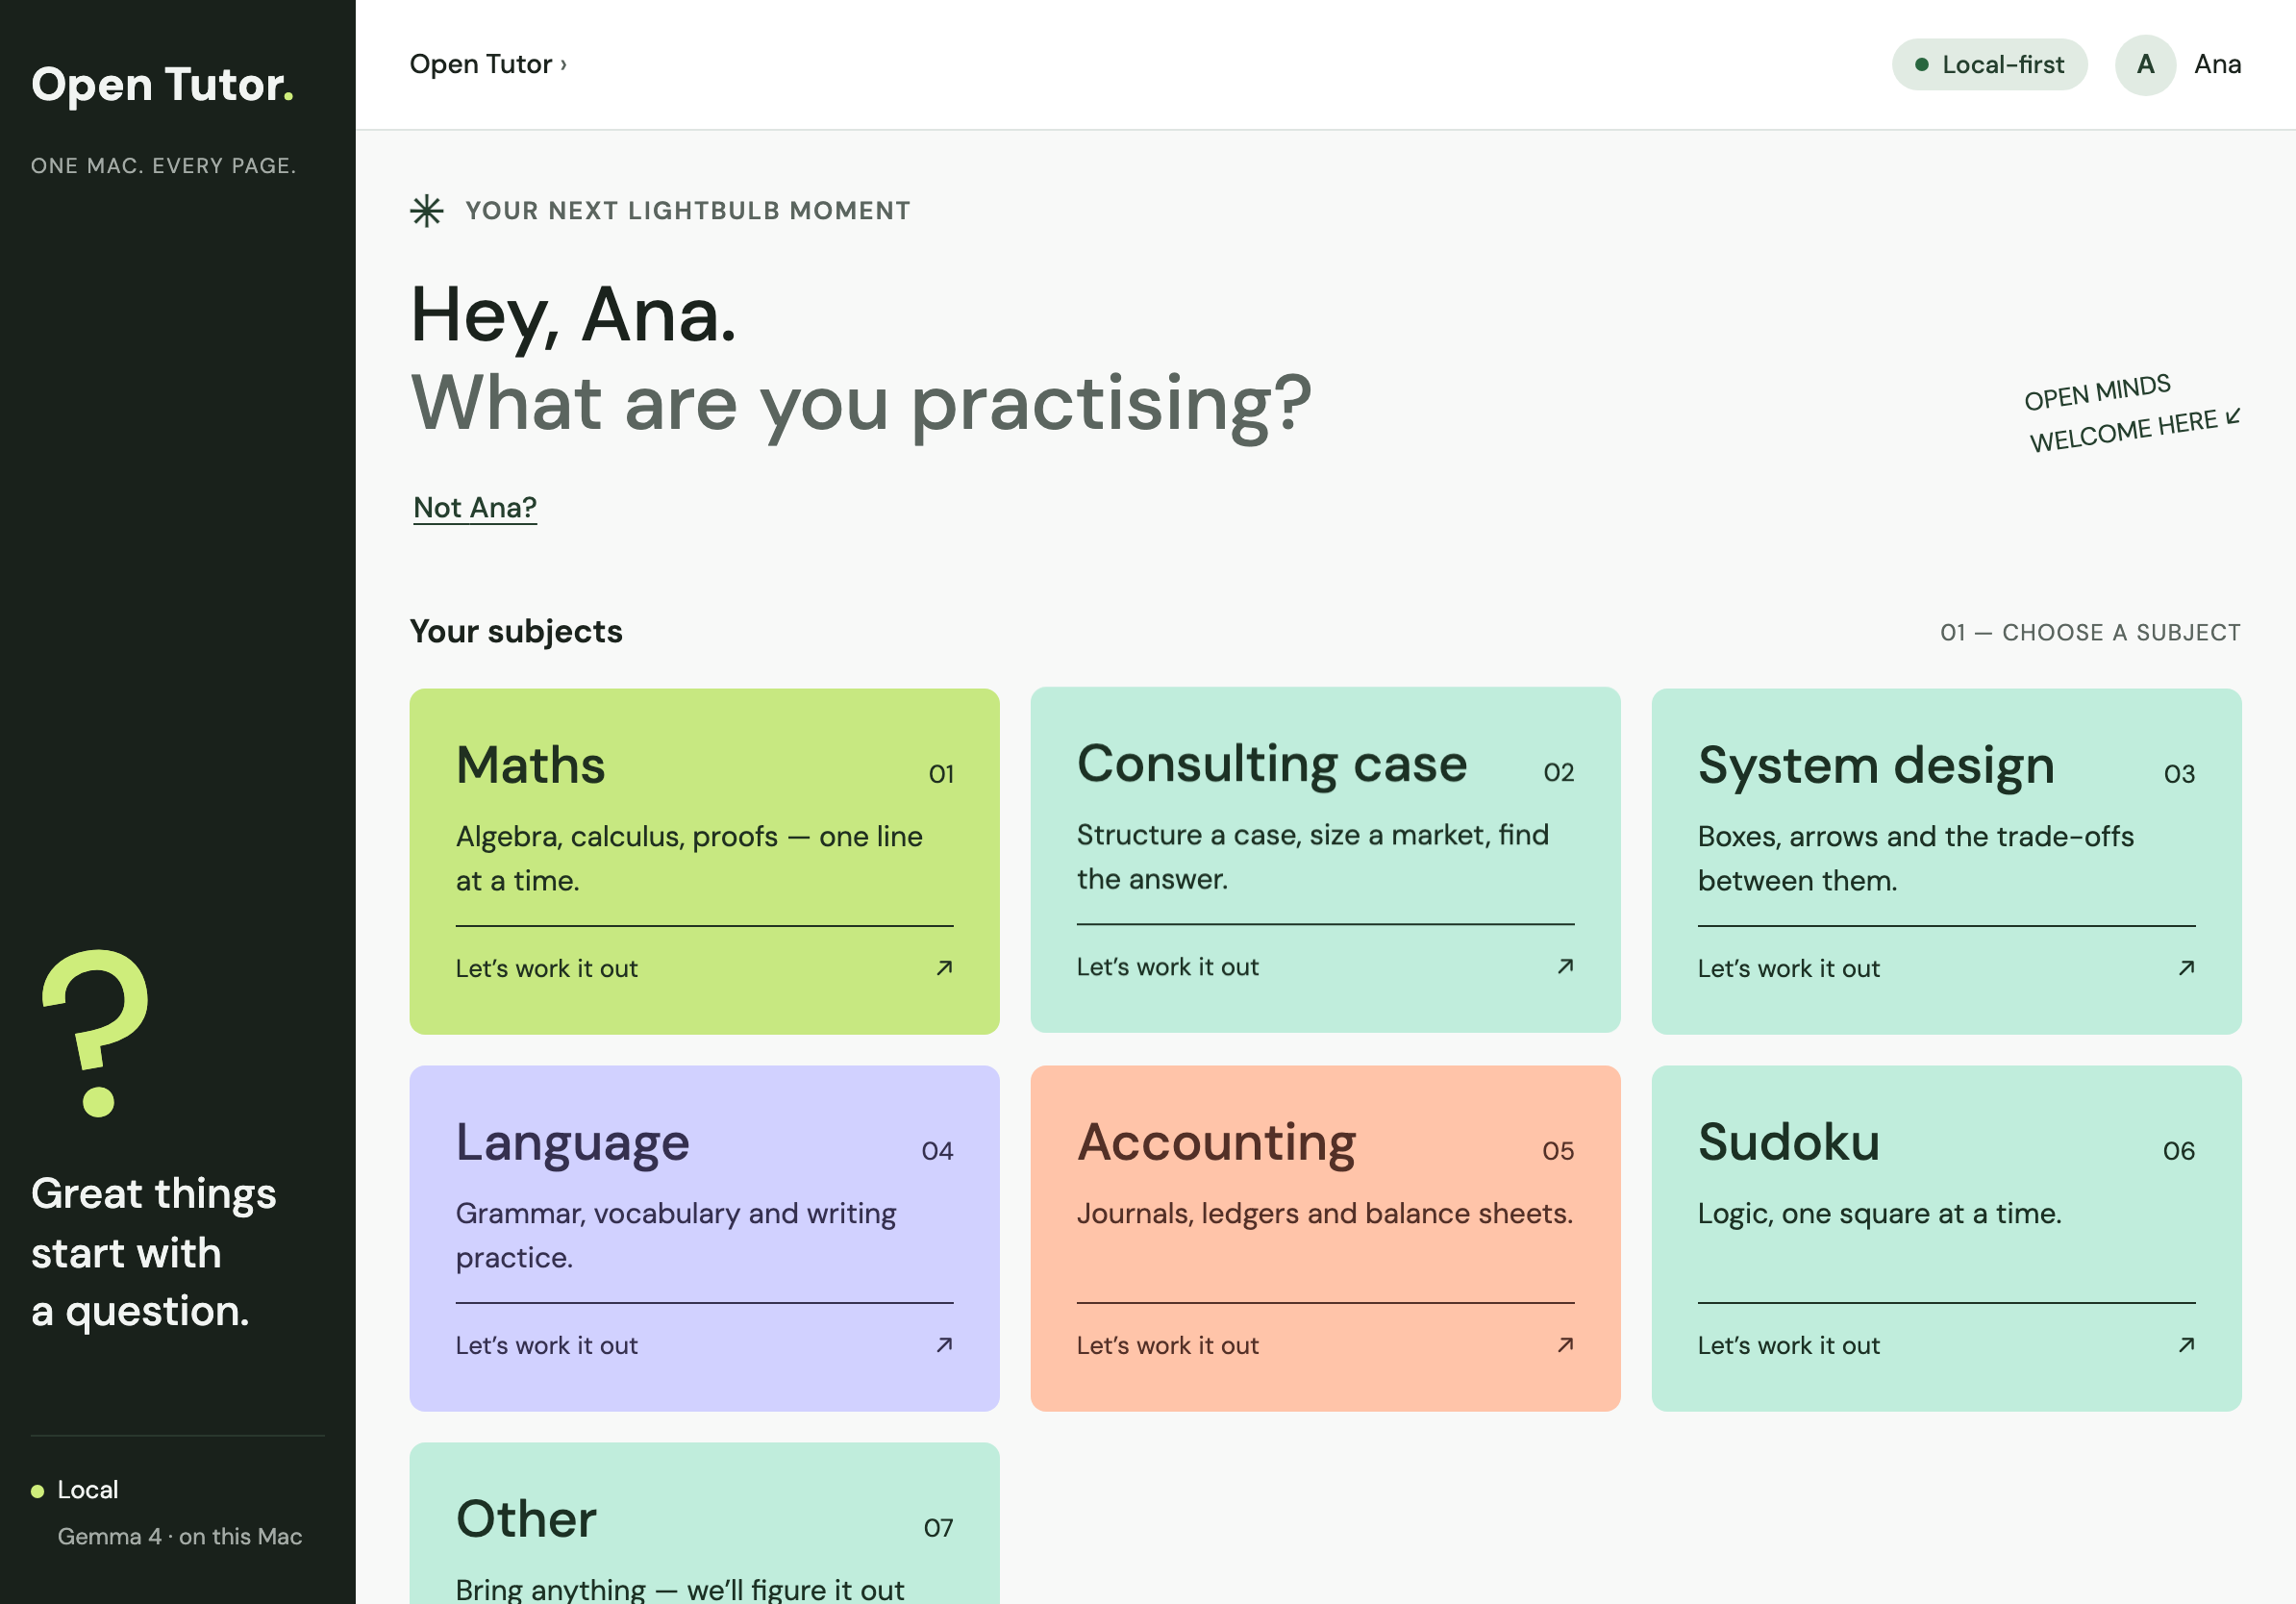 Open Tutor.
ONE MAC. EVERY PAGE.
?
Great things
start with
a question.
Local
Gemma 4 · on this Mac
Open Tutor ›
Local-first
A
Ana
YOUR NEXT LIGHTBULB MOMENT
Hey, Ana.
What are you practising?
OPEN MINDS
WELCOME HERE ↙
Not Ana?
Your subjects
01 — CHOOSE A SUBJECT
Maths
01
Algebra, calculus, proofs — one line
at a time.
Let’s work it out ↗
Consulting case
02
Structure a case, size a market, find
the answer.
Let’s work it out ↗
System design
03
Boxes, arrows and the trade-offs
between them.
Let’s work it out ↗
Language
04
Grammar, vocabulary and writing
practice.
Let’s work it out ↗
Accounting
05
Journals, ledgers and balance sheets.
Let’s work it out ↗
Sudoku
06
Logic, one square at a time.
Let’s work it out ↗
Other
07
Bring anything — we’ll figure it out